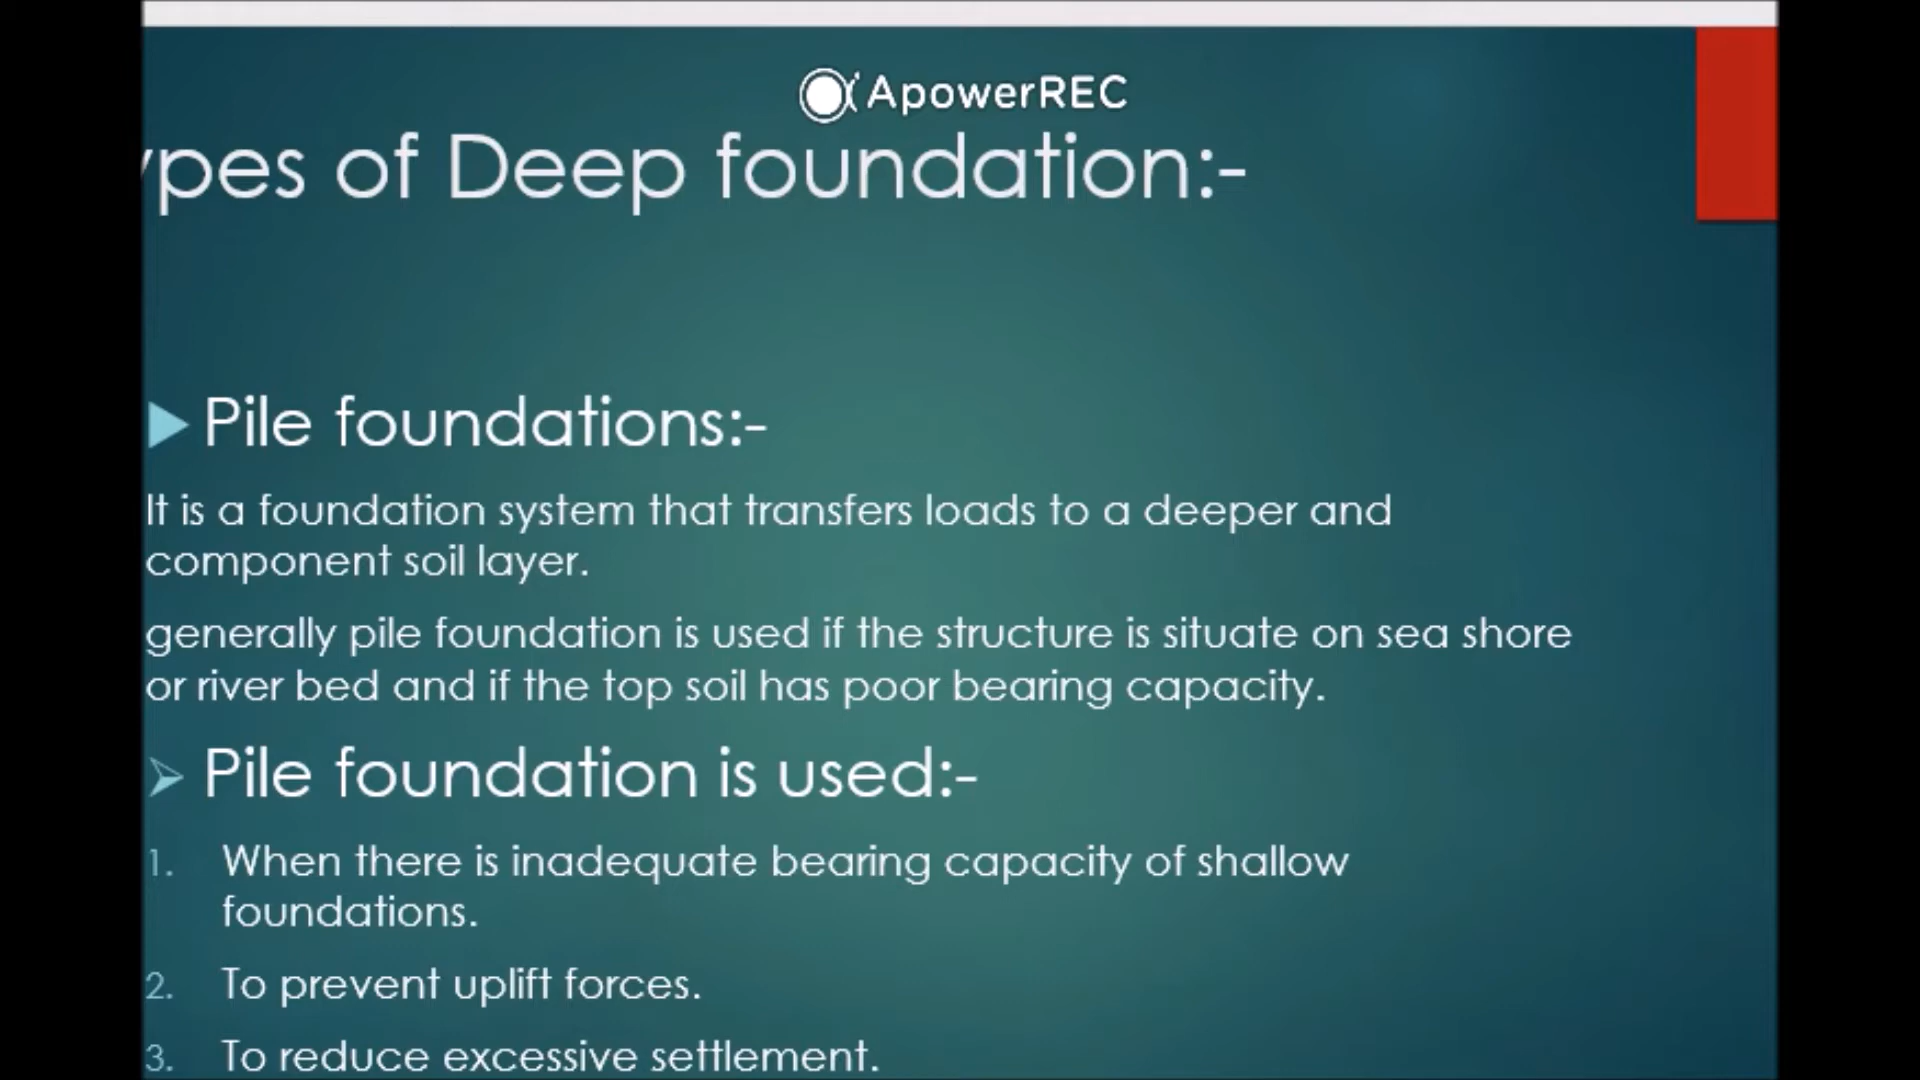 ApowerREC
ypes of Deep foundation:-
Pile foundations:-
It is a foundation system that transfers loads to a deeper and
component soil layer.
generally pile foundation is used if the structure is situate on sea shore
or river bed and if the top soil has poor bearing capacity.
Pile foundation is used:-
1. When there is inadequate bearing capacity of shallow
foundations.
2. To prevent uplift forces.
3. To reduce excessive settlement.